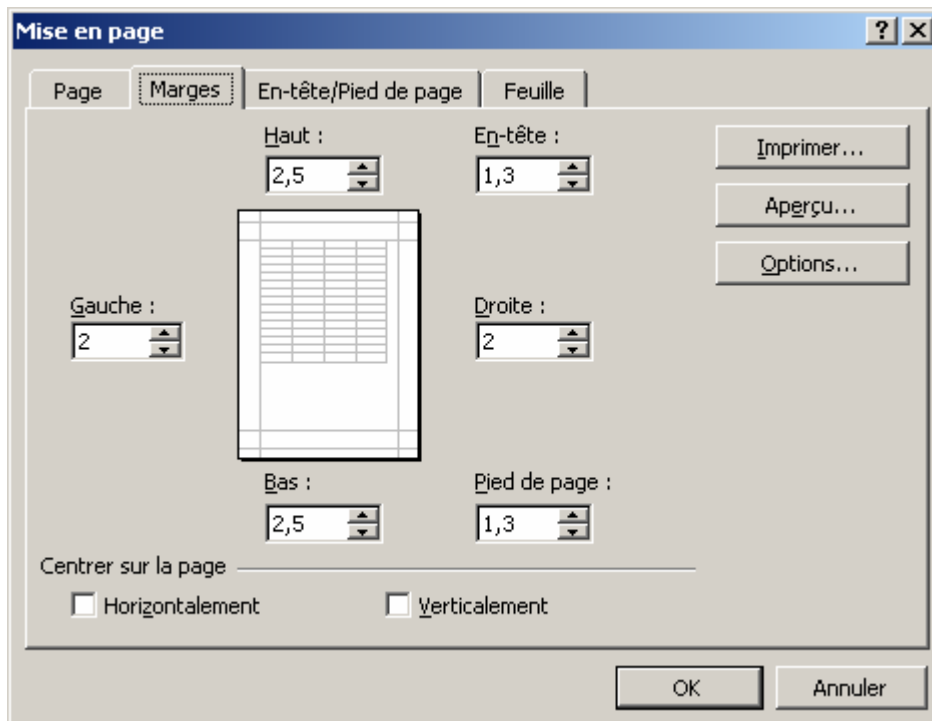 Mise en page
Page Marges En-tête/Pied de page Feuille
Haut : En-tête :
2,5 1,3
Imprimer...
Aperçu...
Options...
Gauche : Droite :
2 2
Bas : Pied de page :
2,5 1,3
Centrer sur la page
Horizontalement Verticalement
OK Annuler